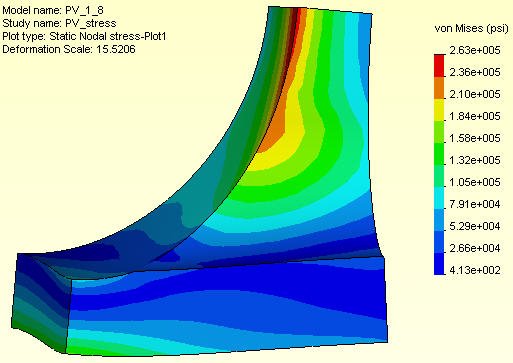 Model name: PV_1_8
Study name: PV_stress
Plot type: Static Nodal stress-Plot1
Deformation Scale: 15.5206
von Mises (psi)
2.63e+005
2.36e+005
2.10e+005
1.84e+005
1.58e+005
1.32e+005
1.05e+005
7.91e+004
5.29e+004
2.66e+004
4.13e+002